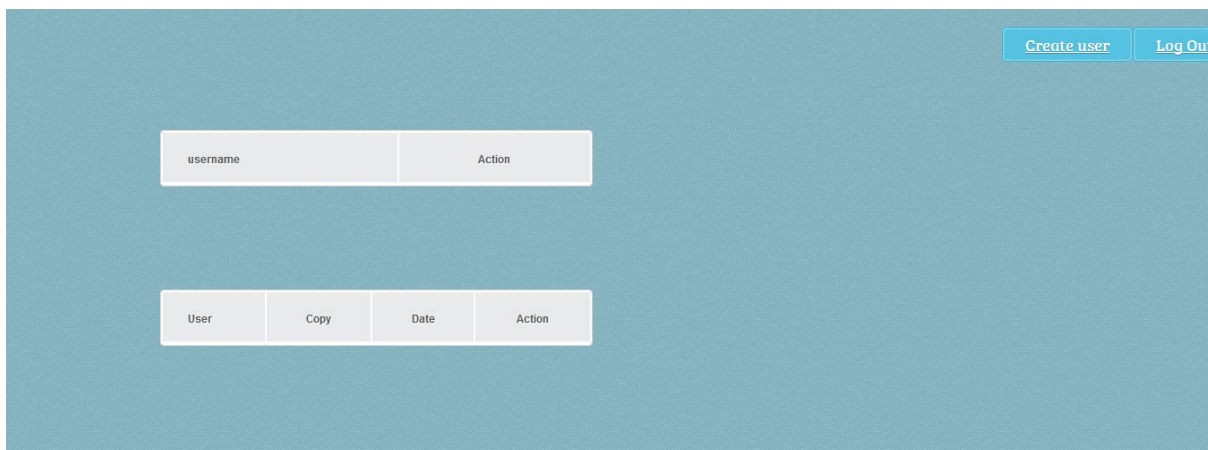 Create user Log Ou
username Action
User Copy Date Action